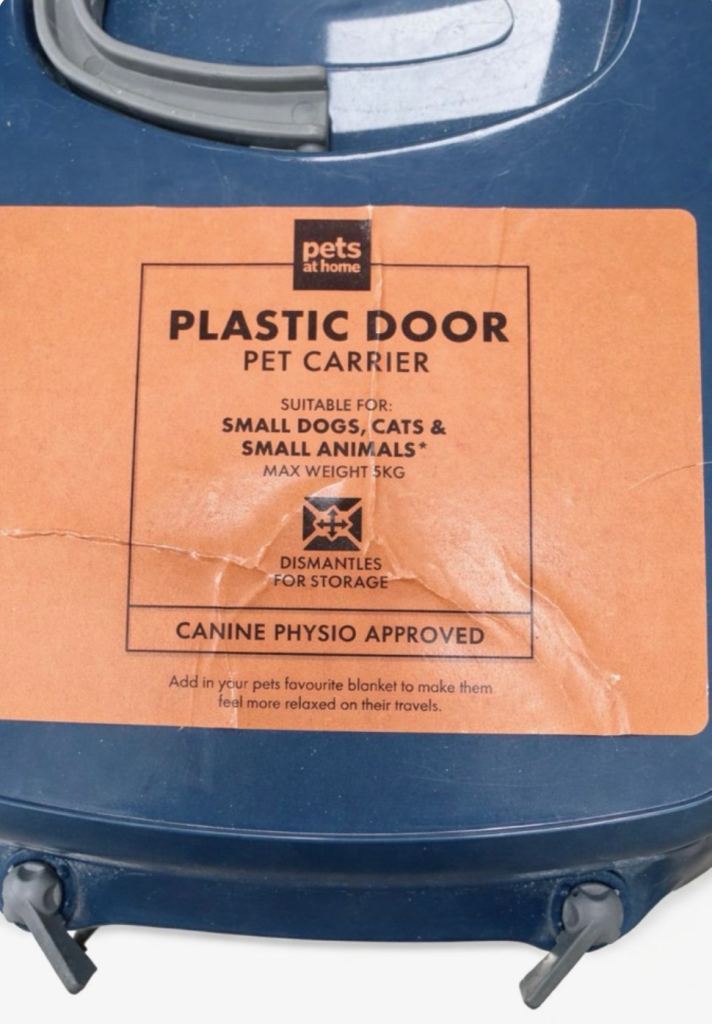 pets
at home
PLASTIC DOOR
PET CARRIER
SUITABLE FOR:
SMALL DOGS, CATS &
SMALL ANIMALS*
MAX WEIGHT 5KG
DISMANTLES
FOR STORAGE
CANINE PHYSIO APPROVED
Add in your pets favourite blanket to make them
feel more relaxed on their travels.